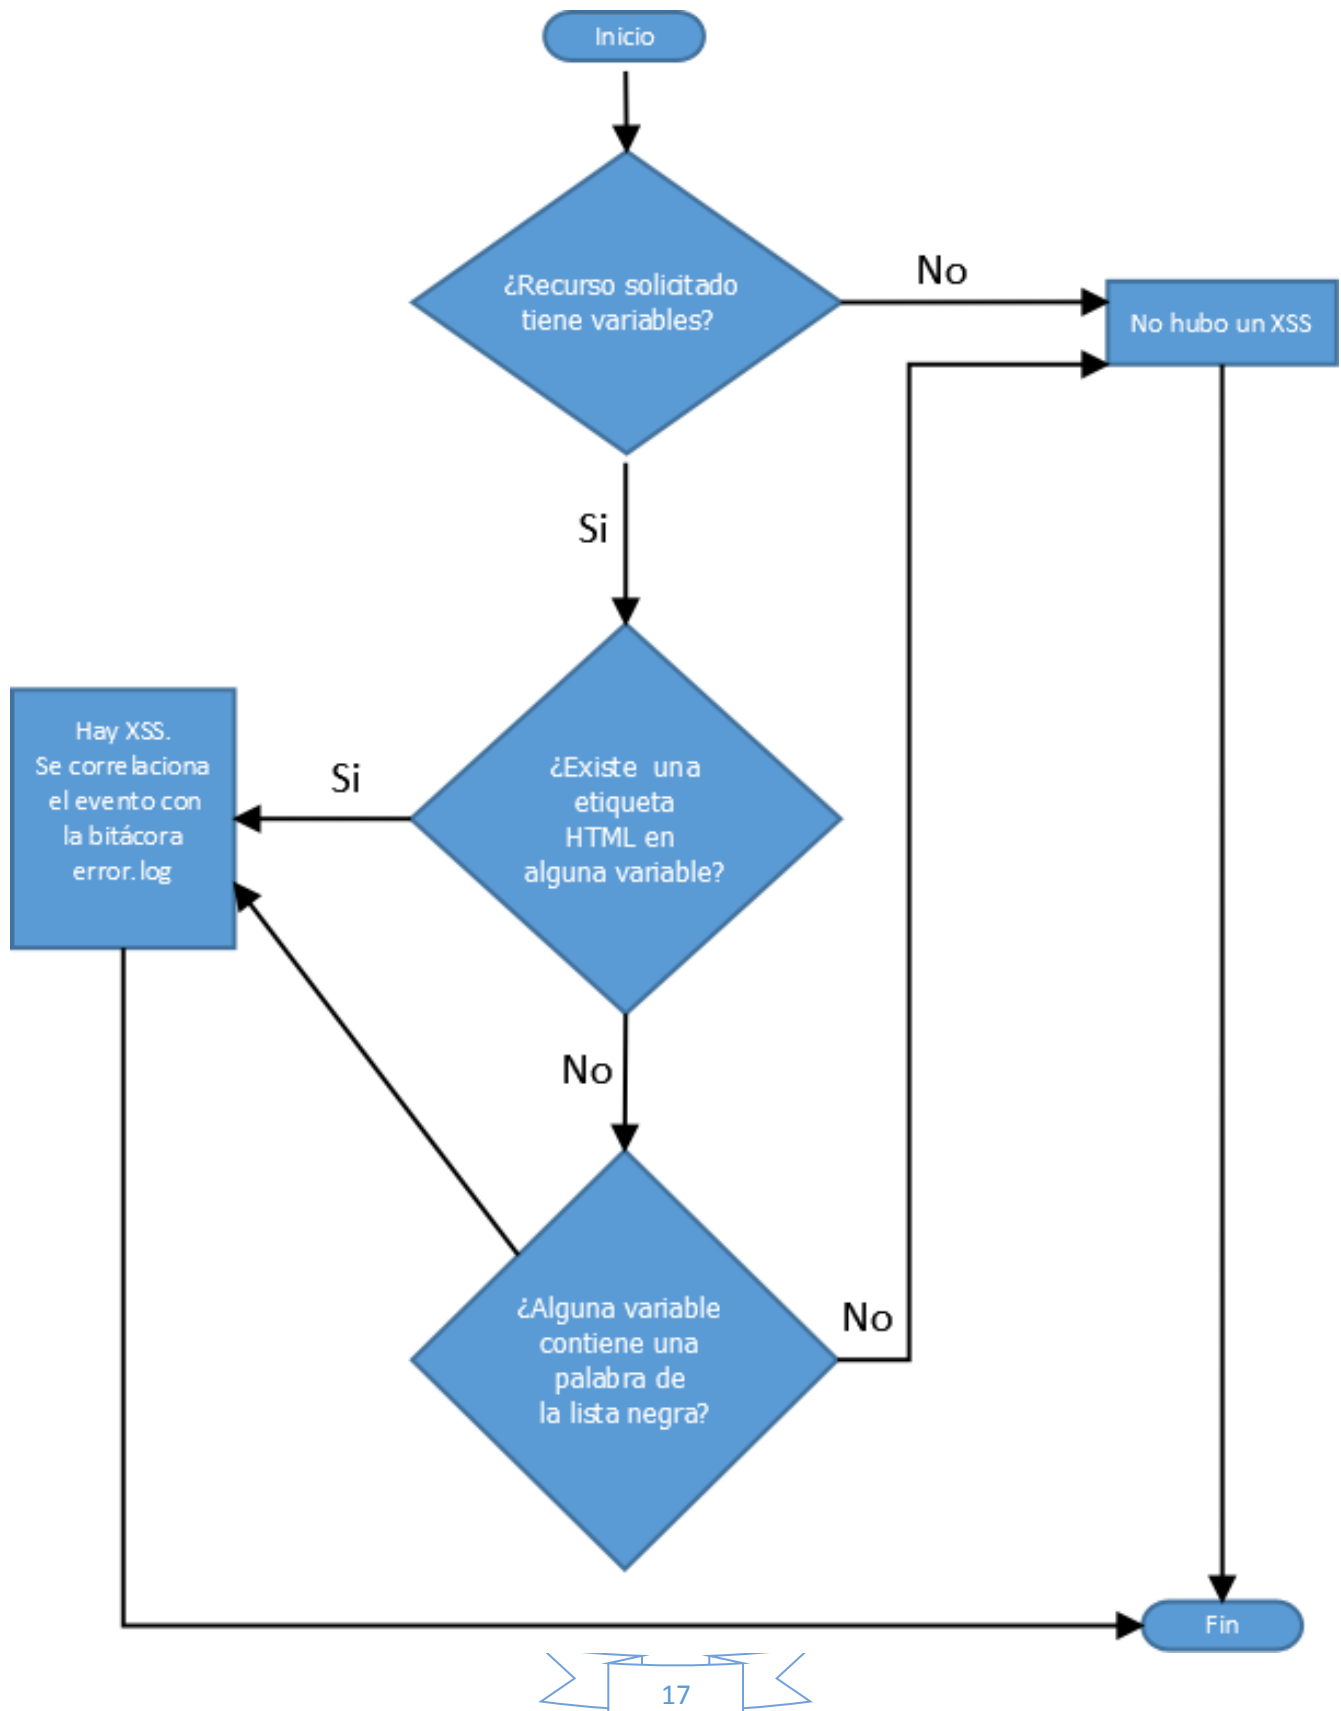 Inicio
¿Recurso solicitado
tiene variables?
No
No hubo un XSS
Si
Hay XSS.
Se correlaciona
el evento con
la bitácora
error.log
Si
¿Existe una
etiqueta
HTML en
alguna variable?
No
¿Alguna variable
contiene una
palabra de
la lista negra?
No
Fin
17